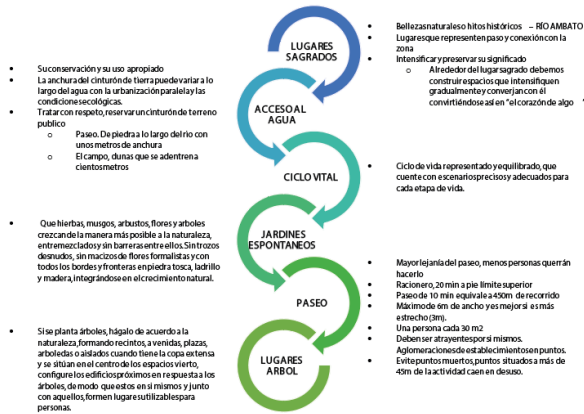 LUGARES
SAGRADOS
• Bellezas naturales o hitos históricos – RÍO AMBATO
• Lugares que representen paso y conexión con la
zona
• Intensificar y preservar su significado
o Alrededor del lugar sagrado debemos
construir espacios que intensifiquen
gradualmente y converjan con él
convirtiéndose así en "el corazón de algo "
• Su conservación y su uso apropiado
• La anchura del cinturón de tierra puede variar a lo
largo del agua con la urbanización paralela y las
condiciones ecológicas.
• Tratar con respeto, reservar un cinturón de terreno
publico
o Paseo. De piedra a lo largo del rio con
unos metros de anchura
o El campo, dunas que se adentren a
cientos metros
ACCESO AL
AGUA
CICLO VITAL
• Ciclo de vida representado y equilibrado, que
cuente con escenarios precisos y adecuados para
cada etapa de vida.
• Que hierbas, musgos, arbustos, flores y arboles
crezcan de la manera más posible a la naturaleza,
entremezclados y sin barreras entre ellos. Sin trozos
desnudos, sin macizos de flores formalistas y con
todos los bordes y fronteras en piedra tosca, ladrillo
y madera, integrándose en el crecimiento natural.
JARDINES
ESPONTANEOS
PASEO
• Mayor lejanía del paseo, menos personas querrán
hacerlo
• Racionero, 20 min a pie límite superior
• Paseo de 10 min equivale a 450m de recorrido
• Máximo de 6m de ancho y es mejor si es más
estrecho (3m).
• Una persona cada 30 m2
• Deben ser atrayentes por si mismos.
Aglomeraciones de establecimientos en puntos.
• Evite puntos muertos, puntos situados a más de
45m de la actividad caen en desuso.
• Si se planta árboles, hágalo de acuerdo a la
naturaleza, formando recintos, avenidas, plazas,
arboledas o aislados cuando tiene la copa extensa
y se sitúan en el centro de los espacios vierto,
configure los edificios próximos en respuesta a los
árboles, de modo que estos en si mismos y junto
con aquellos, formen lugares utilizables para
personas.
LUGARES
ARBOL